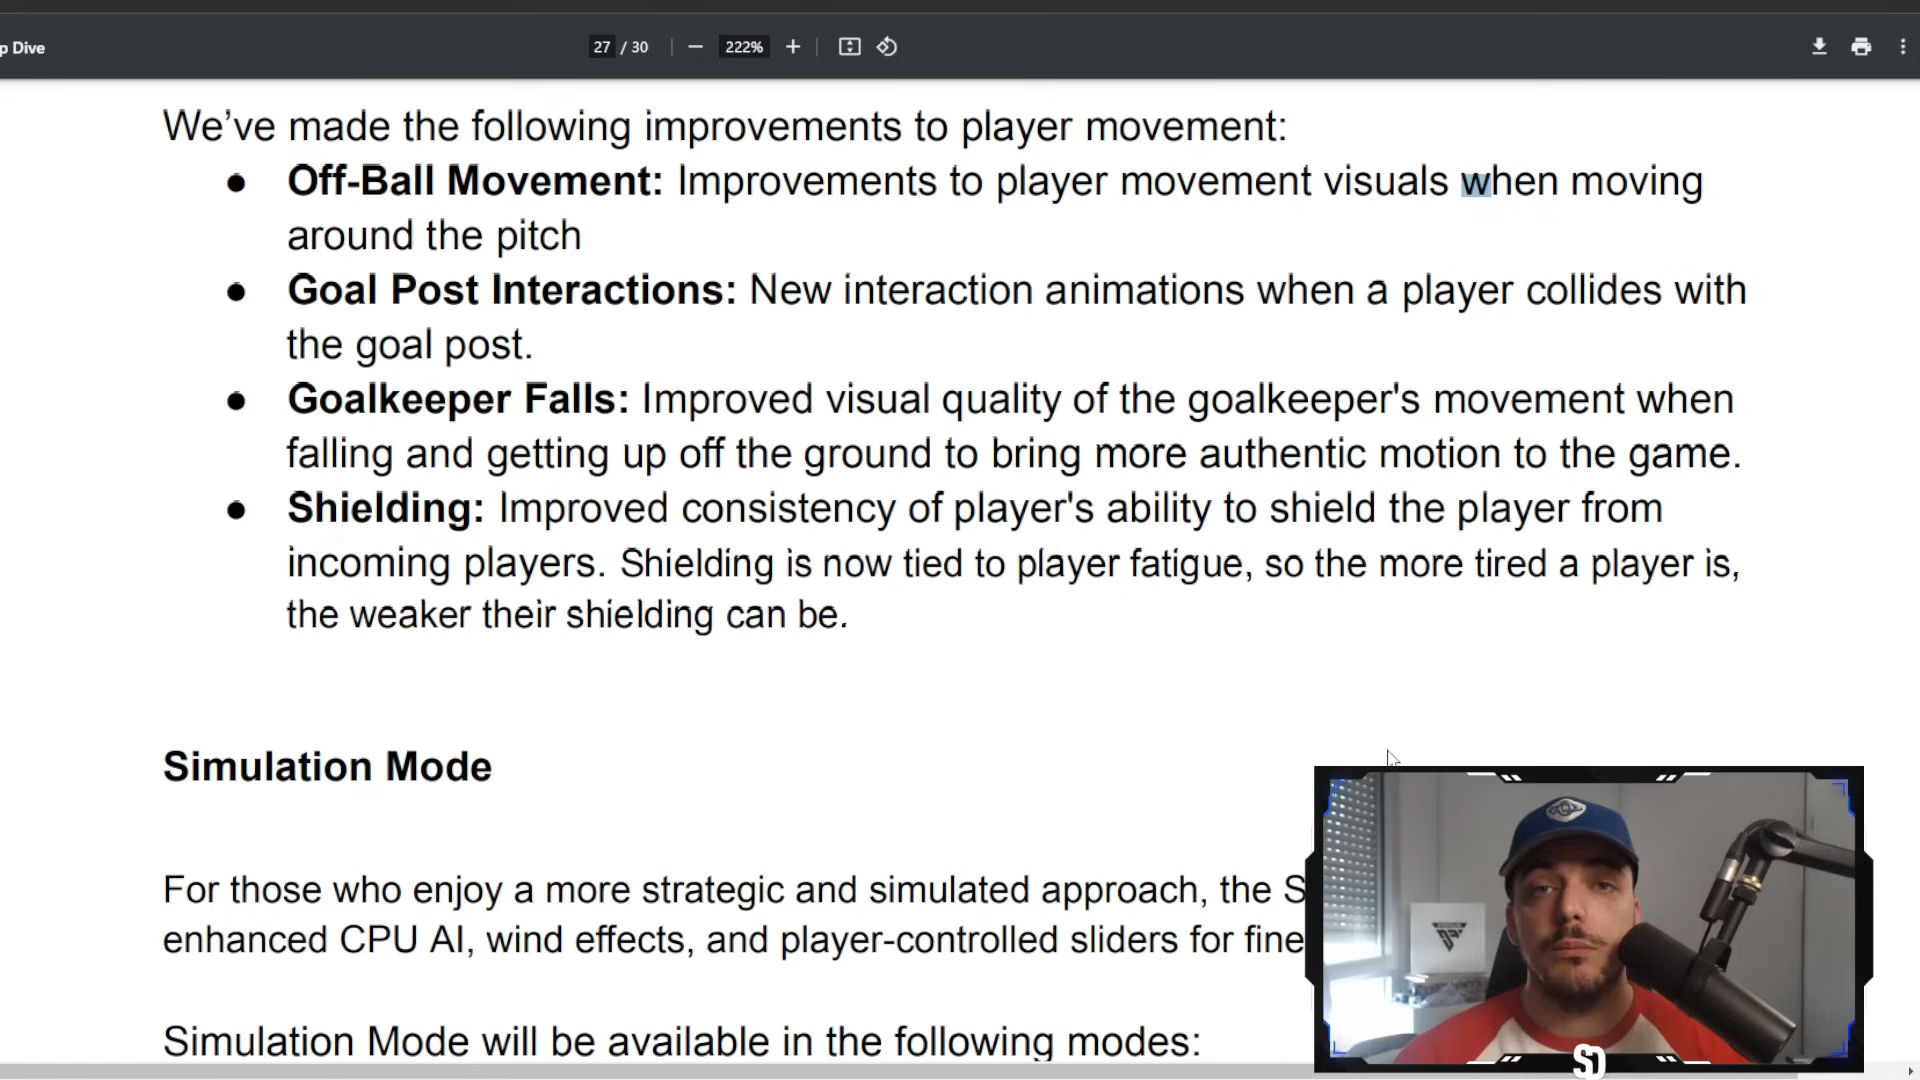 p Dive
27 / 30
222%
We've made the following improvements to player movement:
● Off-Ball Movement: Improvements to player movement visuals when moving
around the pitch
● Goal Post Interactions: New interaction animations when a player collides with
the goal post.
● Goalkeeper Falls: Improved visual quality of the goalkeeper's movement when
falling and getting up off the ground to bring more authentic motion to the game.
● Shielding: Improved consistency of player's ability to shield the player from
incoming players. Shielding is now tied to player fatigue, so the more tired a player is,
the weaker their shielding can be.
Simulation Mode
For those who enjoy a more strategic and simulated approach, the S
enhanced CPU AI, wind effects, and player-controlled sliders for fine
Simulation Mode will be available in the following modes: